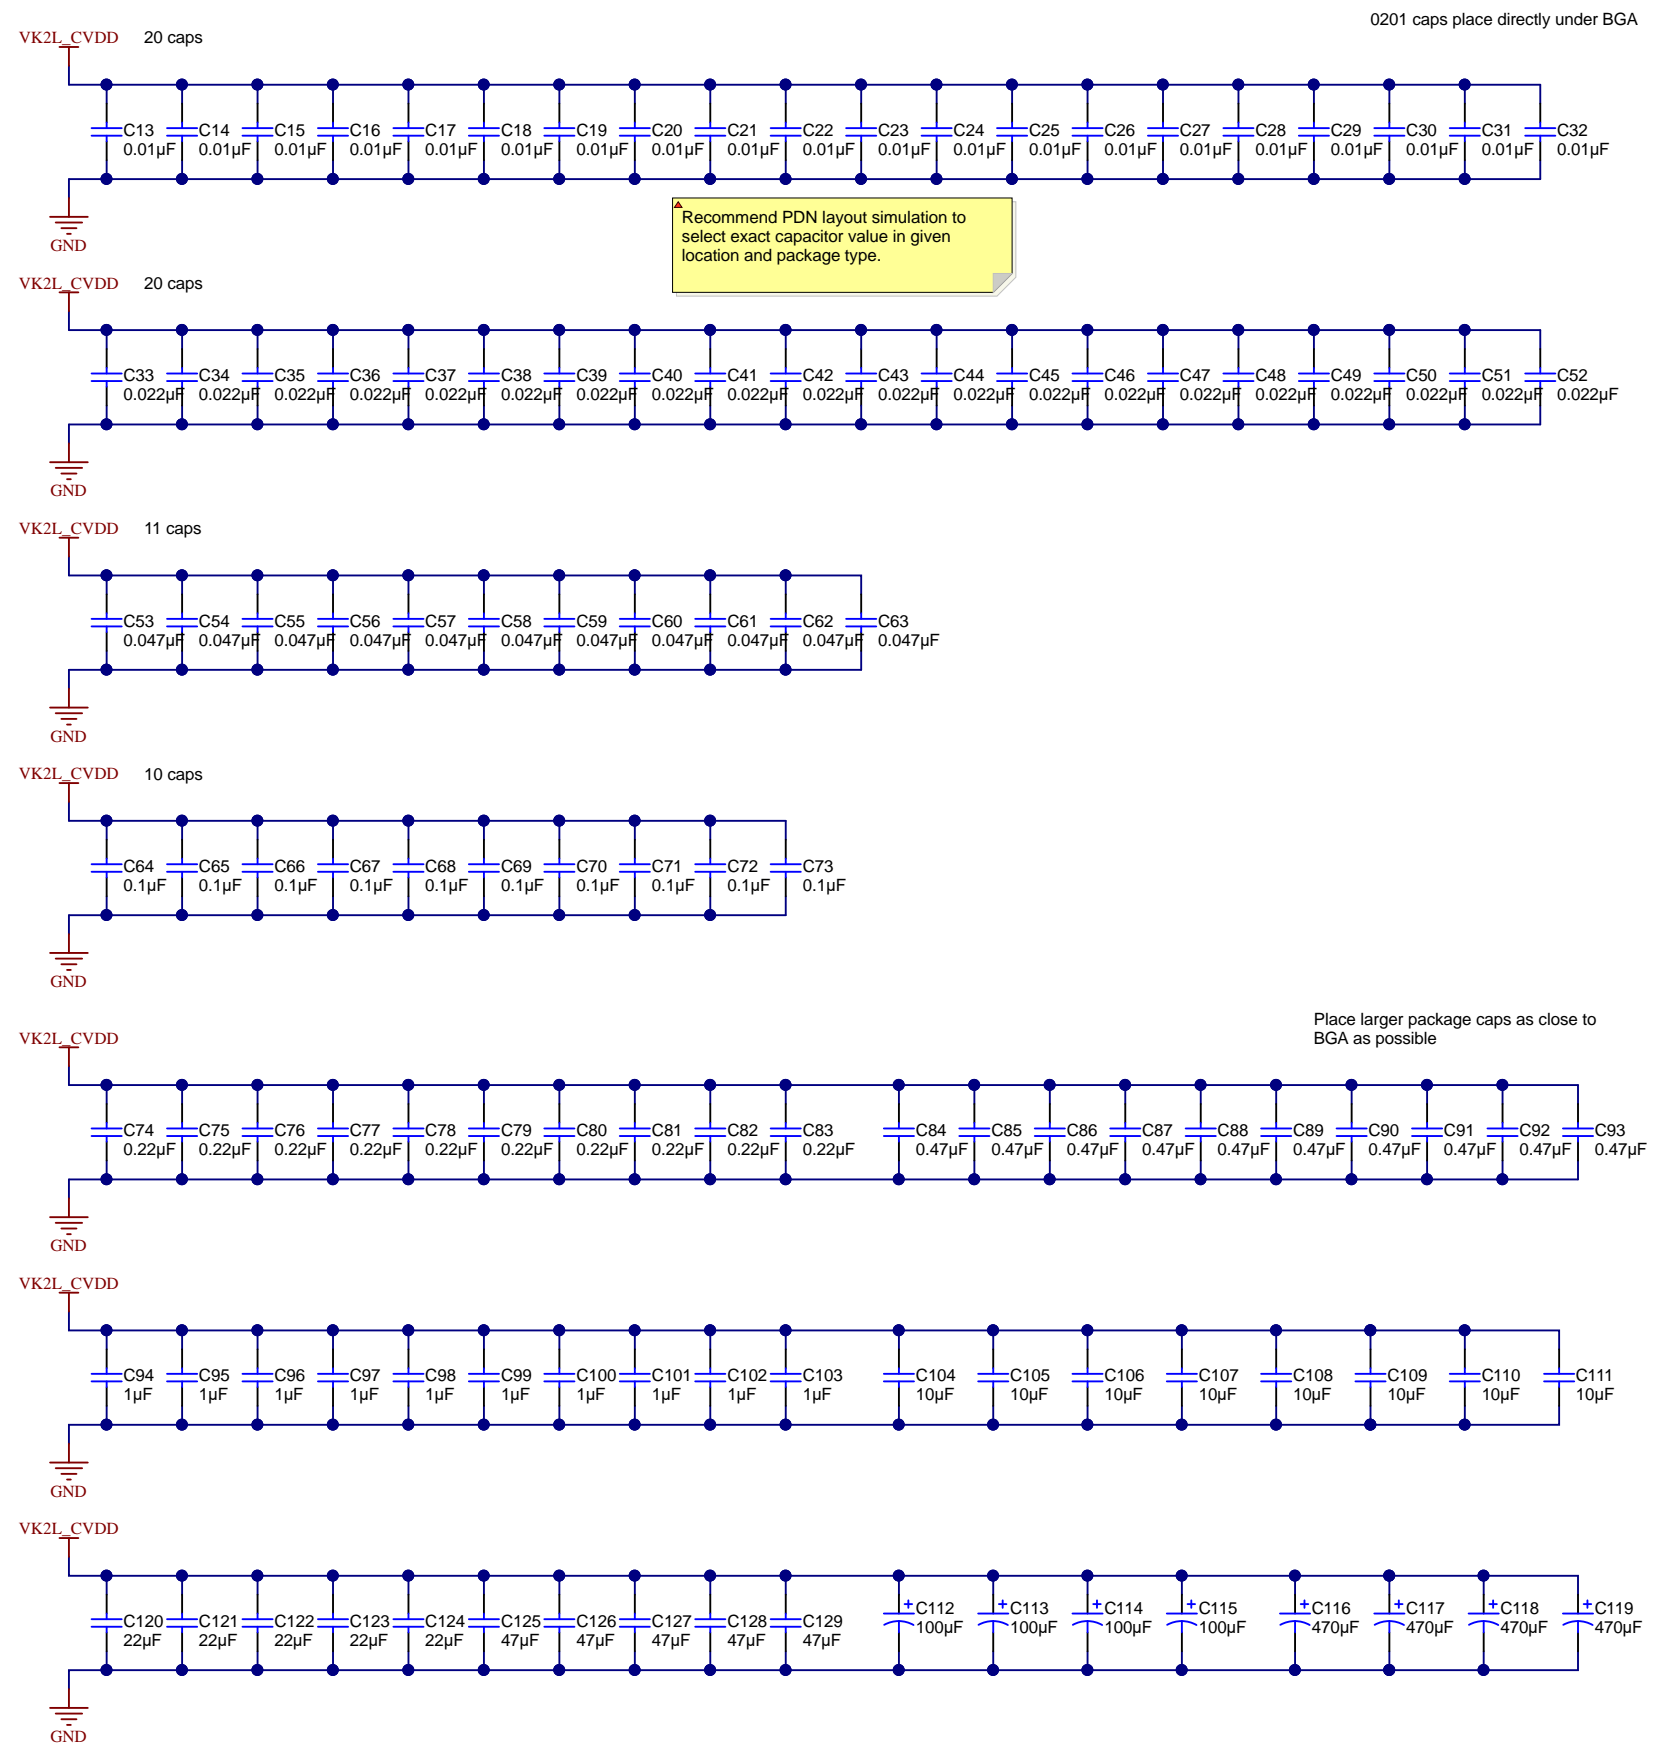 0201 caps place directly under BGA
VK2L_CVDD 20 caps
C13 C14 C15 C16 C17 C18 C19 C20 C21 C22 C23 C24 C25 C26 C27 C28 C29 C30 C31 C32
0.01µF 0.01µF 0.01µF 0.01µF 0.01µF 0.01µF 0.01µF 0.01µF 0.01µF 0.01µF 0.01µF 0.01µF 0.01µF 0.01µF 0.01µF 0.01µF 0.01µF 0.01µF 0.01µF 0.01µF
GND
Recommend PDN layout simulation to
select exact capacitor value in given
location and package type.
VK2L_CVDD 20 caps
C33 C34 C35 C36 C37 C38 C39 C40 C41 C42 C43 C44 C45 C46 C47 C48 C49 C50 C51 C52
0.022µF 0.022µF 0.022µF 0.022µF 0.022µF 0.022µF 0.022µF 0.022µF 0.022µF 0.022µF 0.022µF 0.022µF 0.022µF 0.022µF 0.022µF 0.022µF 0.022µF 0.022µF 0.022µF 0.022µF
GND
VK2L_CVDD 11 caps
C53 C54 C55 C56 C57 C58 C59 C60 C61 C62 C63
0.047µF 0.047µF 0.047µF 0.047µF 0.047µF 0.047µF 0.047µF 0.047µF 0.047µF 0.047µF 0.047µF
GND
VK2L_CVDD 10 caps
C64 C65 C66 C67 C68 C69 C70 C71 C72 C73
0.1µF 0.1µF 0.1µF 0.1µF 0.1µF 0.1µF 0.1µF 0.1µF 0.1µF 0.1µF
GND
Place larger package caps as close to
BGA as possible
VK2L_CVDD
C74 C75 C76 C77 C78 C79 C80 C81 C82 C83 C84 C85 C86 C87 C88 C89 C90 C91 C92 C93
0.22µF 0.22µF 0.22µF 0.22µF 0.22µF 0.22µF 0.22µF 0.22µF 0.22µF 0.22µF 0.47µF 0.47µF 0.47µF 0.47µF 0.47µF 0.47µF 0.47µF 0.47µF 0.47µF 0.47µF
GND
VK2L_CVDD
C94 C95 C96 C97 C98 C99 C100 C101 C102 C103 C104 C105 C106 C107 C108 C109 C110 C111
1µF 1µF 1µF 1µF 1µF 1µF 1µF 1µF 1µF 1µF 10µF 10µF 10µF 10µF 10µF 10µF 10µF 10µF
GND
VK2L_CVDD
C120 C121 C122 C123 C124 C125 C126 C127 C128 C129 + C112 + C113 + C114 + C115 + C116 + C117 + C118 + C119
22µF 22µF 22µF 22µF 22µF 47µF 47µF 47µF 47µF 47µF 100µF 100µF 100µF 100µF 470µF 470µF 470µF 470µF
GND